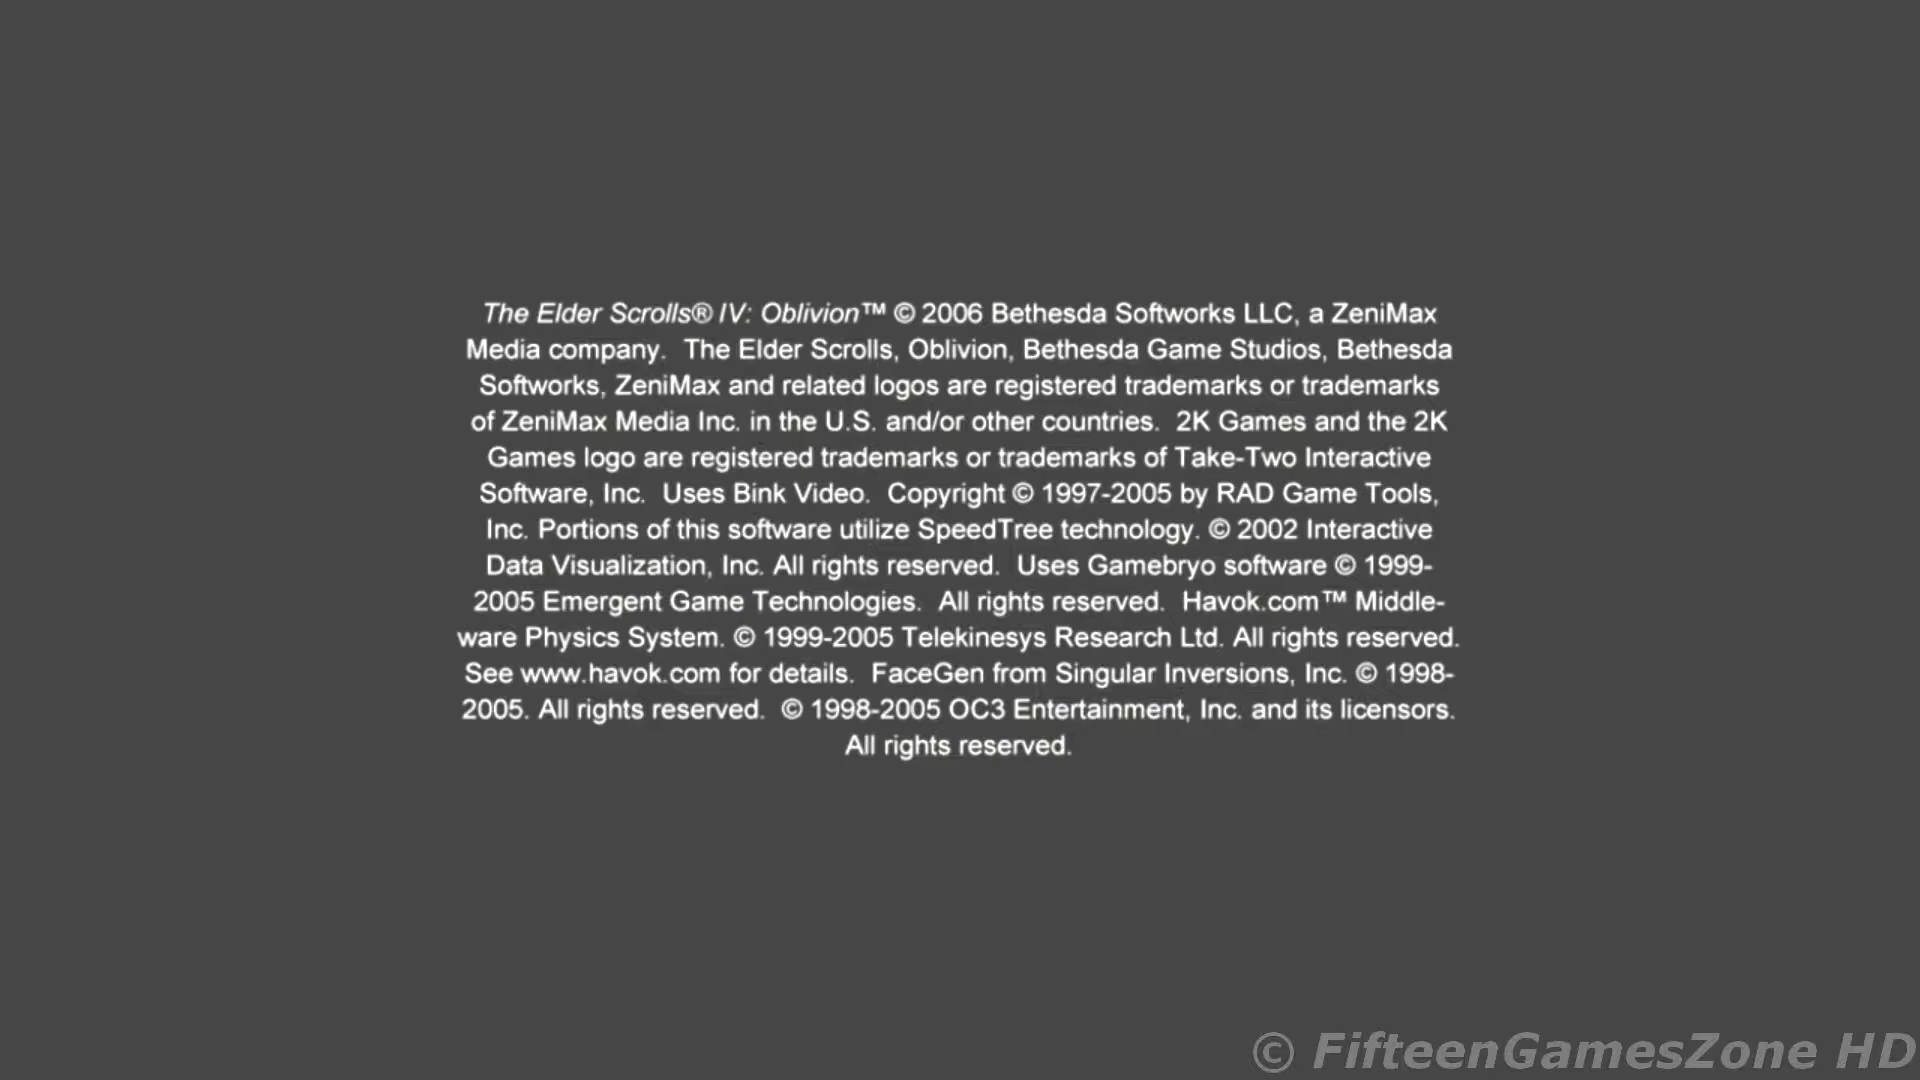 The Elder Scrolls® IV: Oblivion™ © 2006 Bethesda Softworks LLC, a ZeniMax
Media company.  The Elder Scrolls, Oblivion, Bethesda Game Studios, Bethesda
Softworks, ZeniMax and related logos are registered trademarks or trademarks
of ZeniMax Media Inc. in the U.S. and/or other countries.  2K Games and the 2K
Games logo are registered trademarks or trademarks of Take-Two Interactive
Software, Inc.  Uses Bink Video.  Copyright © 1997-2005 by RAD Game Tools,
Inc. Portions of this software utilize SpeedTree technology. © 2002 Interactive
Data Visualization, Inc. All rights reserved.  Uses Gamebryo software © 1999-
2005 Emergent Game Technologies.  All rights reserved.  Havok.com™ Middle-
ware Physics System. © 1999-2005 Telekinesys Research Ltd. All rights reserved.
See www.havok.com for details.  FaceGen from Singular Inversions, Inc. © 1998-
2005. All rights reserved.  © 1998-2005 OC3 Entertainment, Inc. and its licensors.
All rights reserved.
© FifteenGamesZone HD